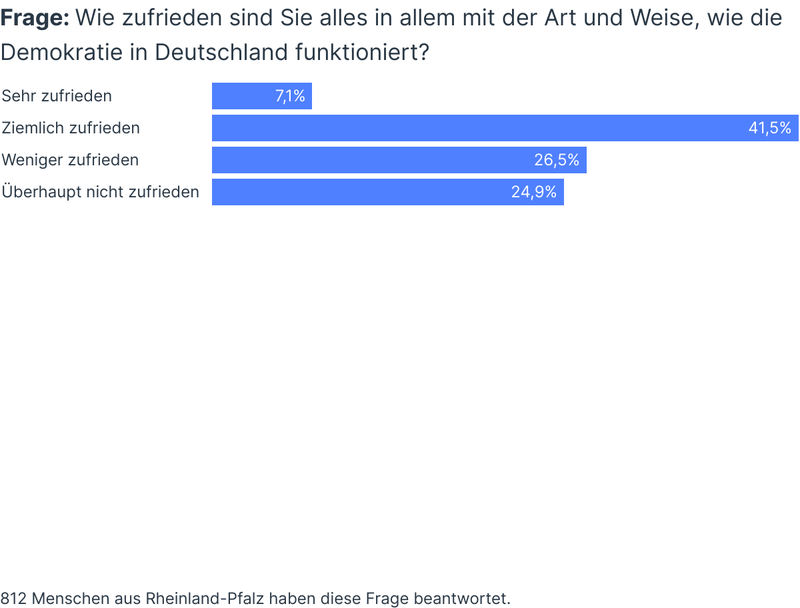 Frage: Wie zufrieden sind Sie alles in allem mit der Art und Weise, wie die
Demokratie in Deutschland funktioniert?
Sehr zufrieden 7,1%
Ziemlich zufrieden 41,5%
Weniger zufrieden 26,5%
Überhaupt nicht zufrieden 24,9%
812 Menschen aus Rheinland-Pfalz haben diese Frage beantwortet.